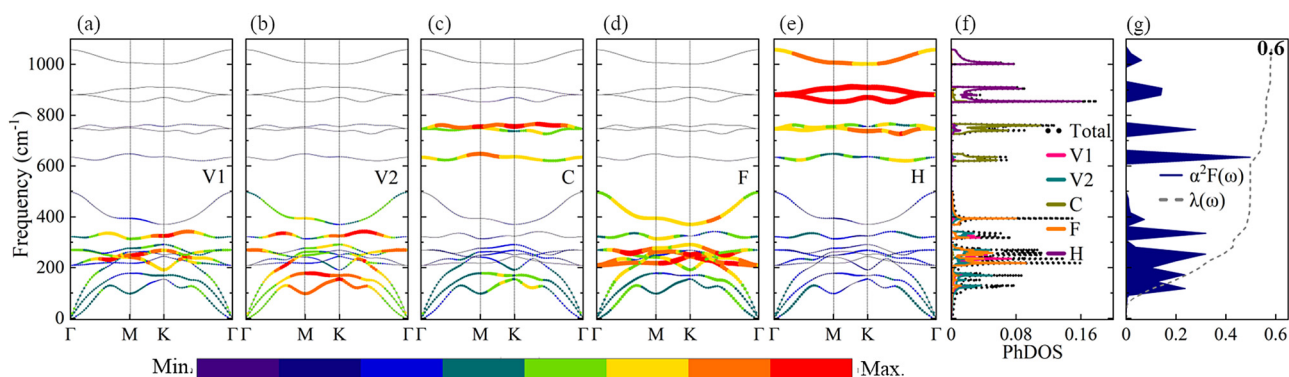 (a) (b) (c) (d) (e) (f) (g)
0.6
1000
800
600
400
200
0
Frequency (cm⁻¹)
V1 V2 C F H
Total
V1
V2
C
F
H
α²F(ω)
λ(ω)
Γ M K Γ M K Γ M K Γ M K Γ M K Γ 0 0.08 0.16 0 0.2 0.4 0.6
PhDOS
Min. Max.